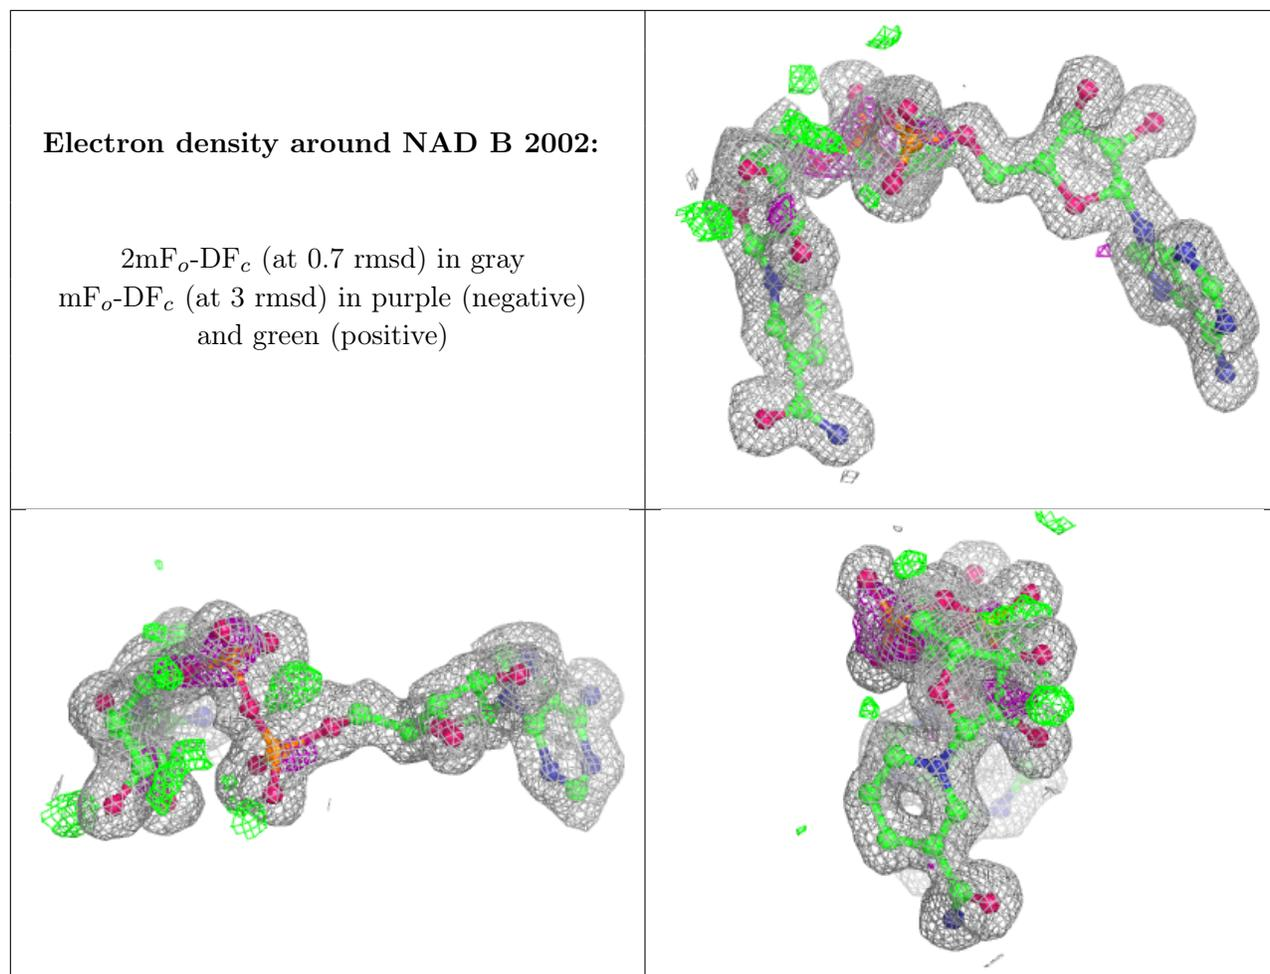 Electron density around NAD B 2002:
2mFo-DFc (at 0.7 rmsd) in gray
mFo-DFc (at 3 rmsd) in purple (negative)
and green (positive)